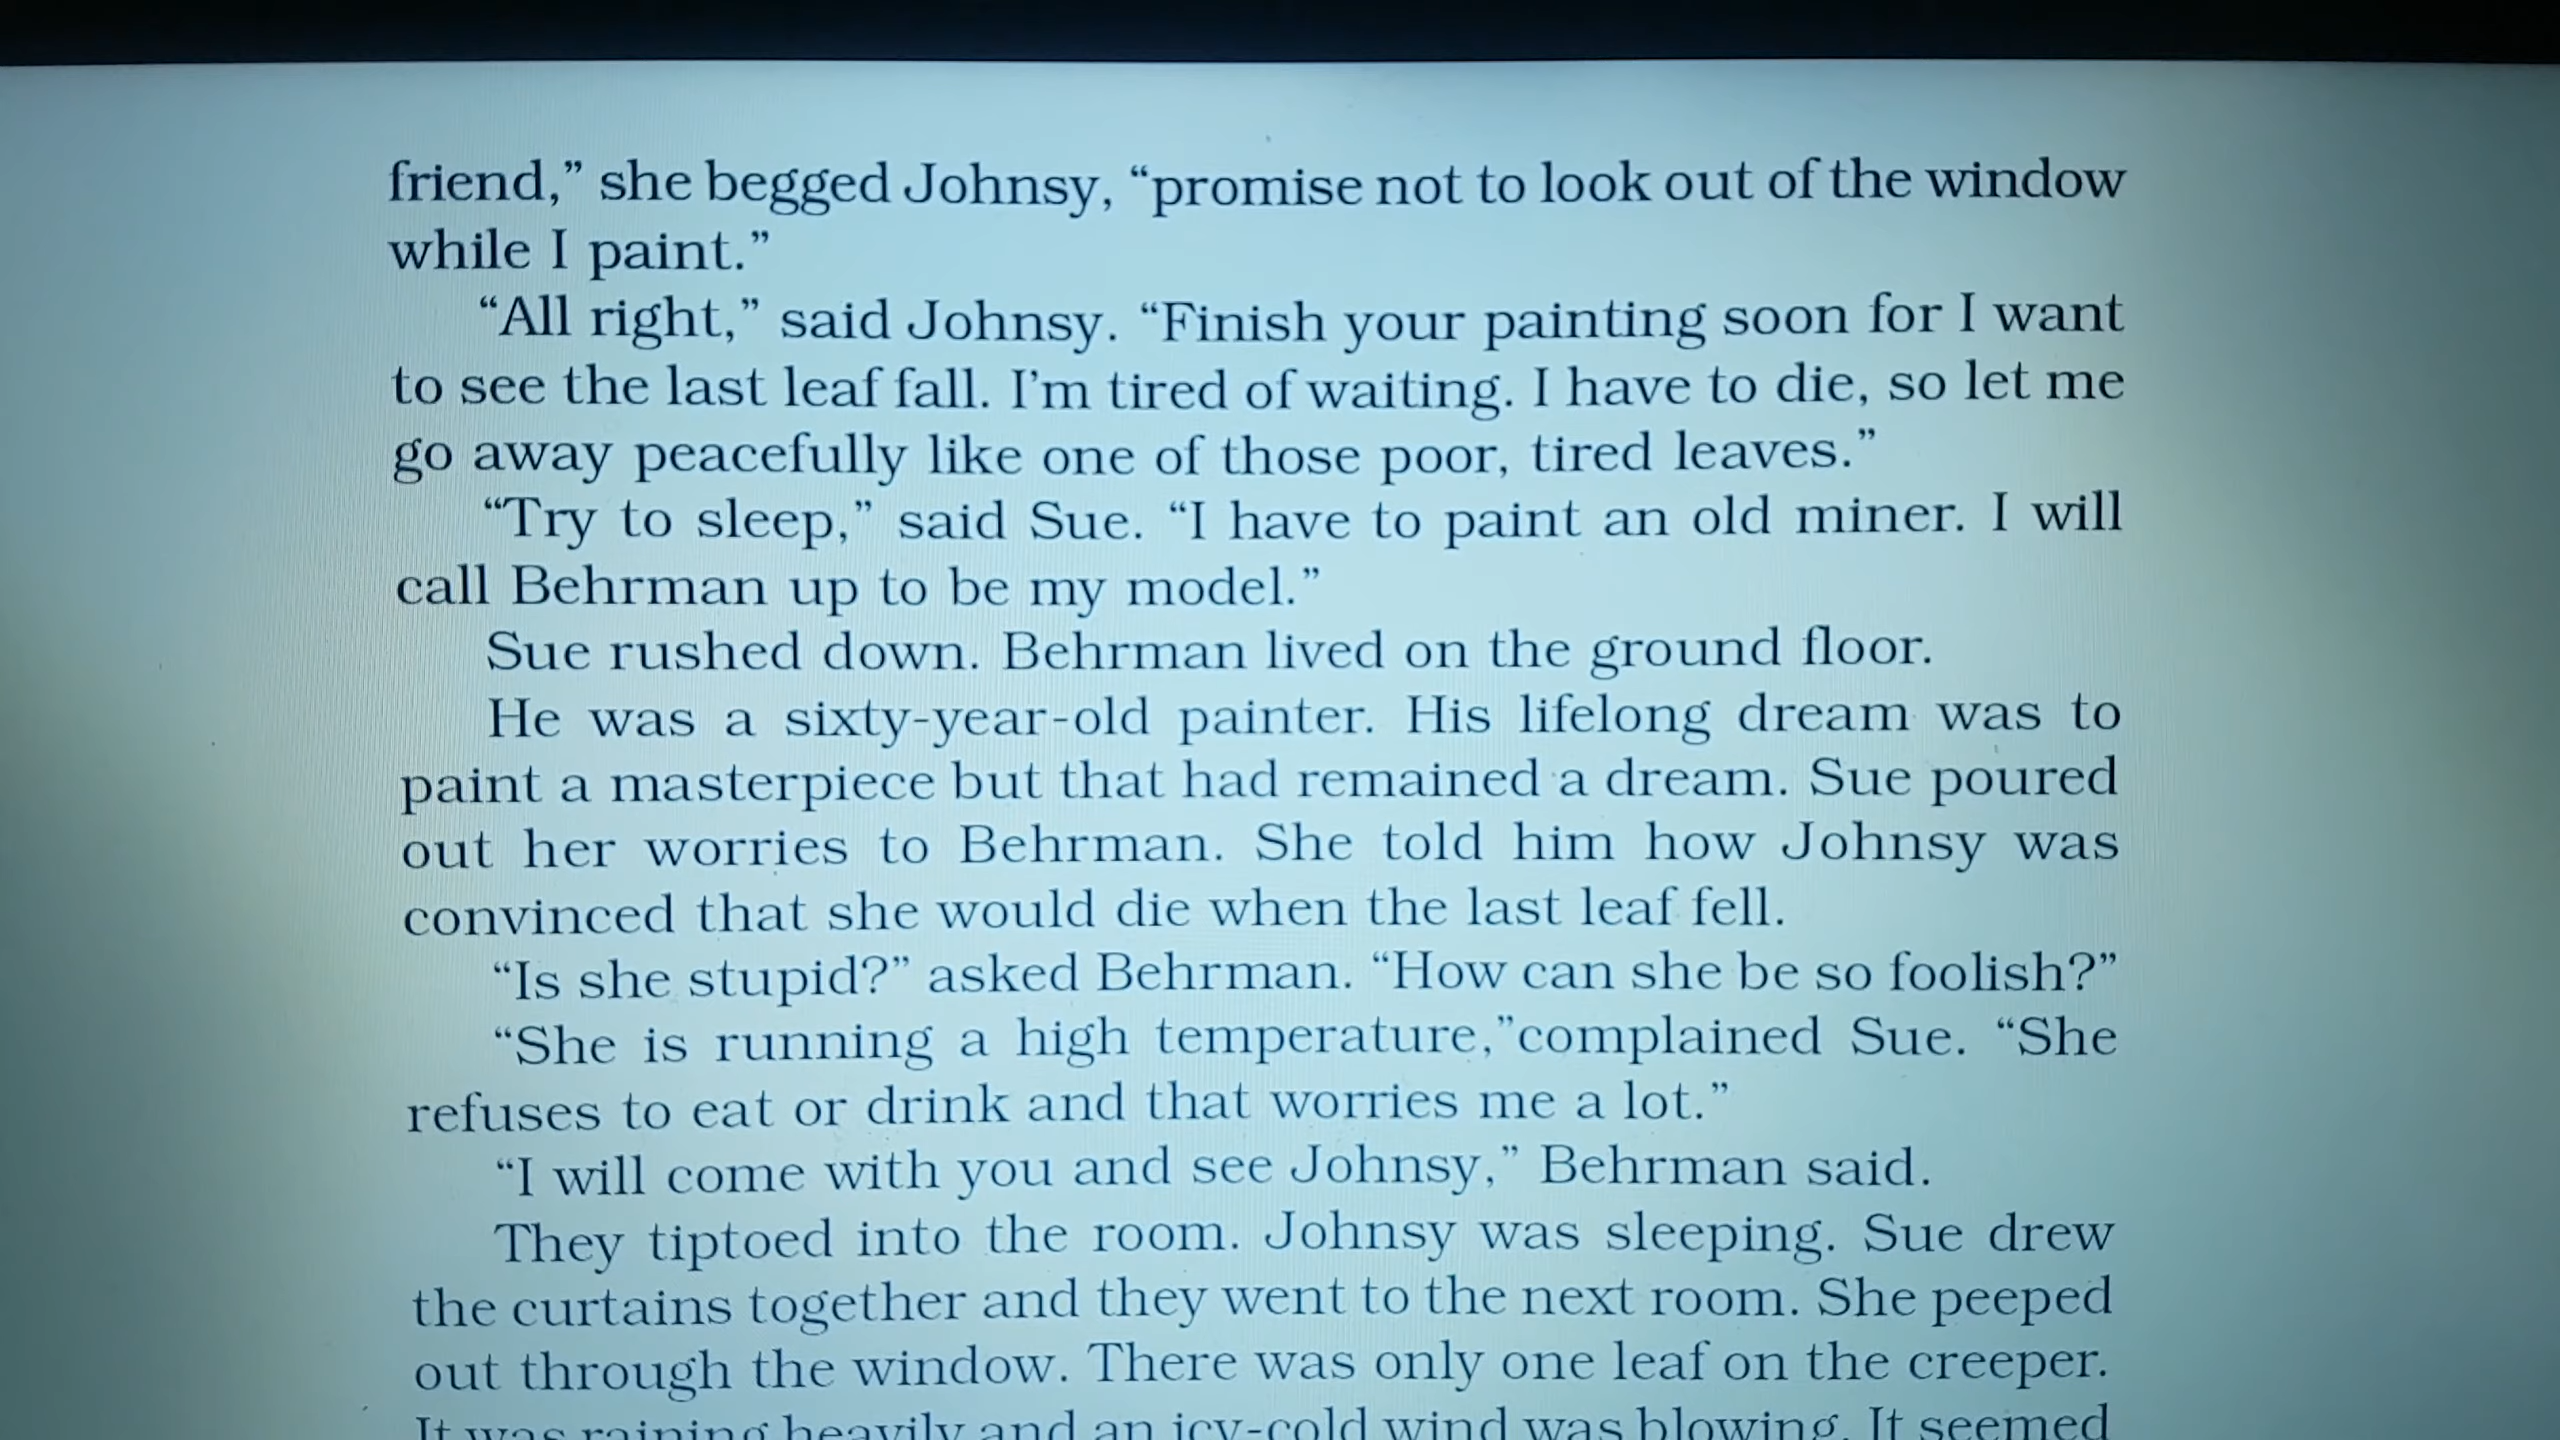 friend,” she begged Johnsy, “promise not to look out of the window
while I paint.”
“All right,” said Johnsy. “Finish your painting soon for I want
to see the last leaf fall. I’m tired of waiting. I have to die, so let me
go away peacefully like one of those poor, tired leaves.”
“Try to sleep,” said Sue. “I have to paint an old miner. I will
call Behrman up to be my model.”
Sue rushed down. Behrman lived on the ground floor.
He was a sixty-year-old painter. His lifelong dream was to
paint a masterpiece but that had remained a dream. Sue poured
out her worries to Behrman. She told him how Johnsy was
convinced that she would die when the last leaf fell.
“Is she stupid?” asked Behrman. “How can she be so foolish?”
“She is running a high temperature,”complained Sue. “She
refuses to eat or drink and that worries me a lot.”
“I will come with you and see Johnsy,” Behrman said.
They tiptoed into the room. Johnsy was sleeping. Sue drew
the curtains together and they went to the next room. She peeped
out through the window. There was only one leaf on the creeper.
It was raining heavily and an icy-cold wind was blowing. It seemed